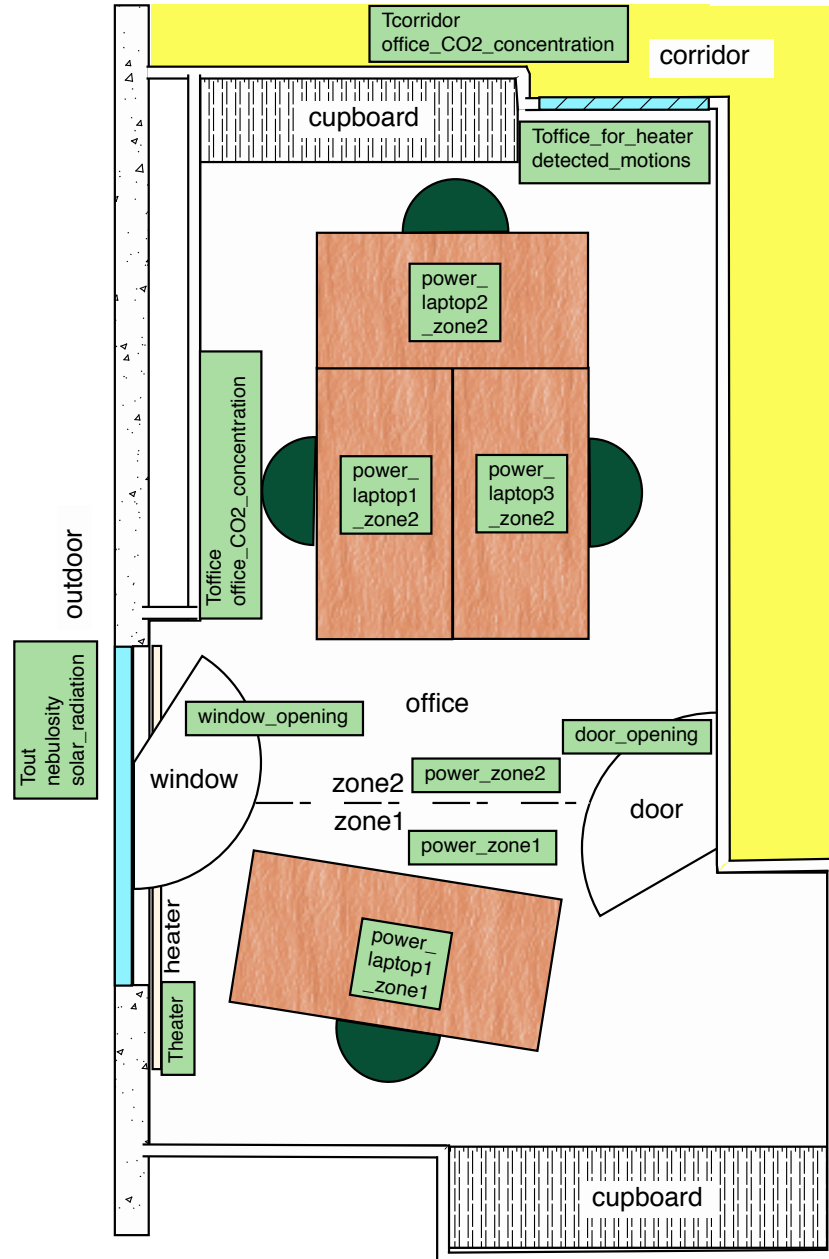 Tcorridor
office_CO2_concentration
corridor
cupboard
Toffice_for_heater
detected_motions
power_
laptop2
_zone2
Toffice
office_CO2_concentration
power_
laptop1
_zone2
power_
laptop3
_zone2
outdoor
Tout
nebulosity
solar_radiation
window_opening
office
door_opening
window
zone2
power_zone2
door
zone1
power_zone1
heater
power_
laptop1
_zone1
Theater
cupboard